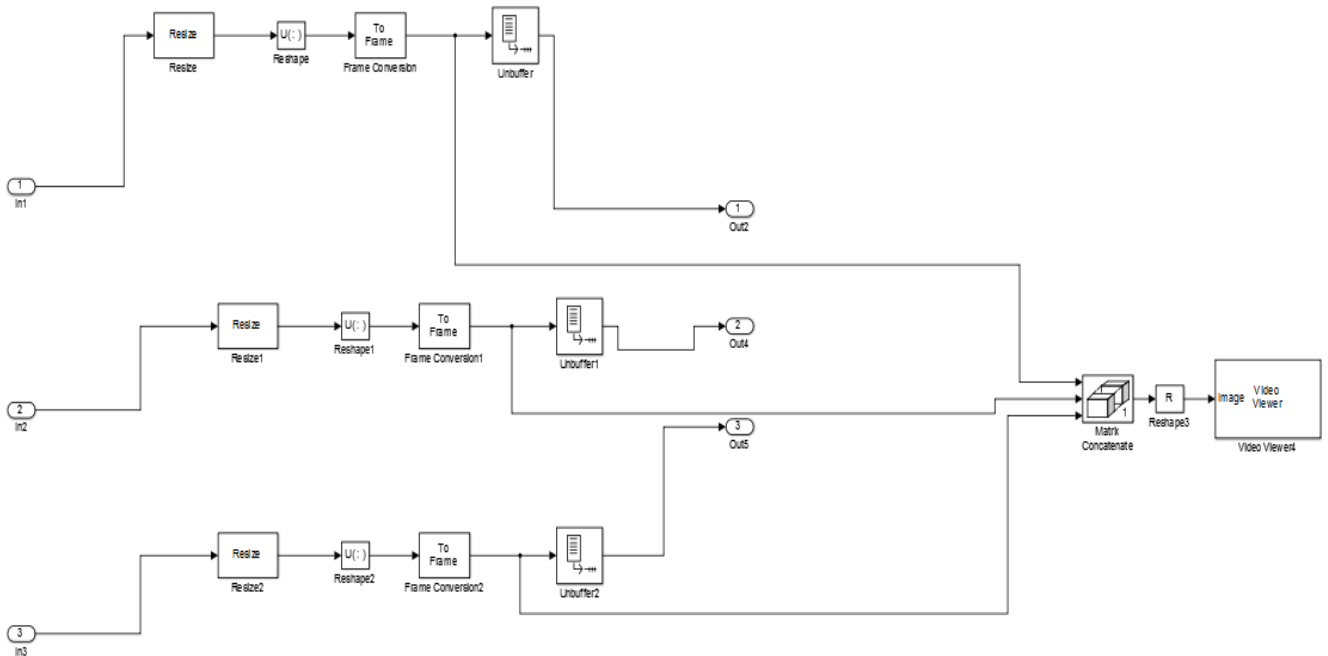 Resize
U(:)
To
Frame
Resize
Reshape
Frame Conversion
Unbuffer
1
In1
1
Out2
Resize
U(:)
To
Frame
Resize1
Reshape1
Frame Conversion1
Unbuffer1
2
Out4
2
In2
3
Out5
1
Matrix
Concatenate
R
Reshape3
Image
Video
Viewer
Video Viewer4
Resize
U(:)
To
Frame
Resize2
Reshape2
Frame Conversion2
Unbuffer2
3
In3